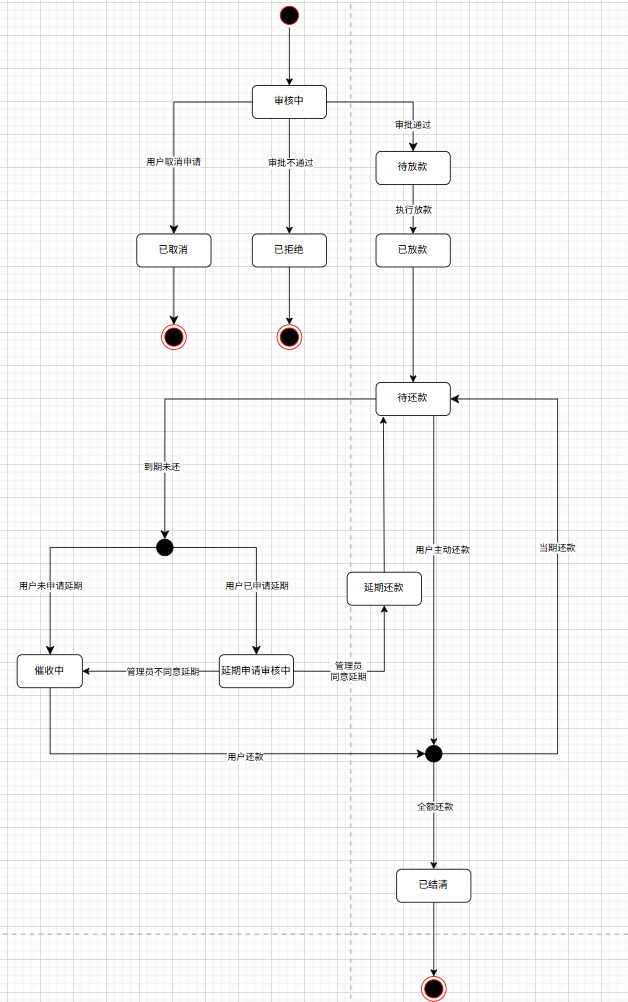 审核中
审批通过
用户取消申请
审批不通过
待放款
执行放款
已取消
已拒绝
已放款
待还款
到期未还
用户主动还款
当期还款
用户未申请延期
用户已申请延期
延期还款
催收中
管理员不同意延期
延期申请审核中
管理员
同意延期
用户还款
全额还款
已结清